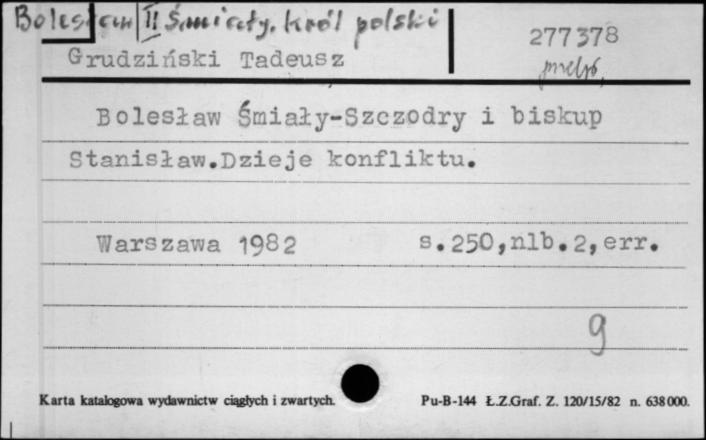 Bolesław II Śmiały, król polski
277378
Grudziński Tadeusz
Bolesław Śmiały-Szczodry i biskup
Stanisław.Dzieje konfliktu.
Warszawa 1982 s.250,nlb.2,err.
9
Karta katalogowa wydawnictw ciągłych i zwartych. Pu-B-144 Ł.Z.Graf. Z. 120/15/82 n. 638000.